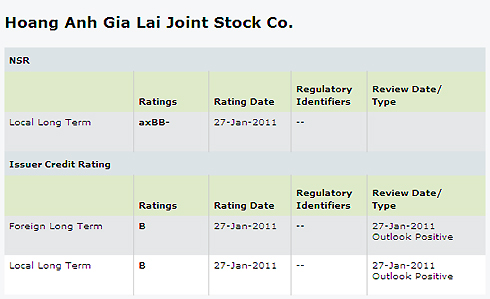 Hoang Anh Gia Lai Joint Stock Co.
NSR
Ratings Rating Date Regulatory Identifiers Review Date/ Type
Local Long Term axBB- 27-Jan-2011 --
Issuer Credit Rating
Ratings Rating Date Regulatory Identifiers Review Date/ Type
Foreign Long Term B 27-Jan-2011 -- 27-Jan-2011
Outlook Positive
Local Long Term B 27-Jan-2011 -- 27-Jan-2011
Outlook Positive